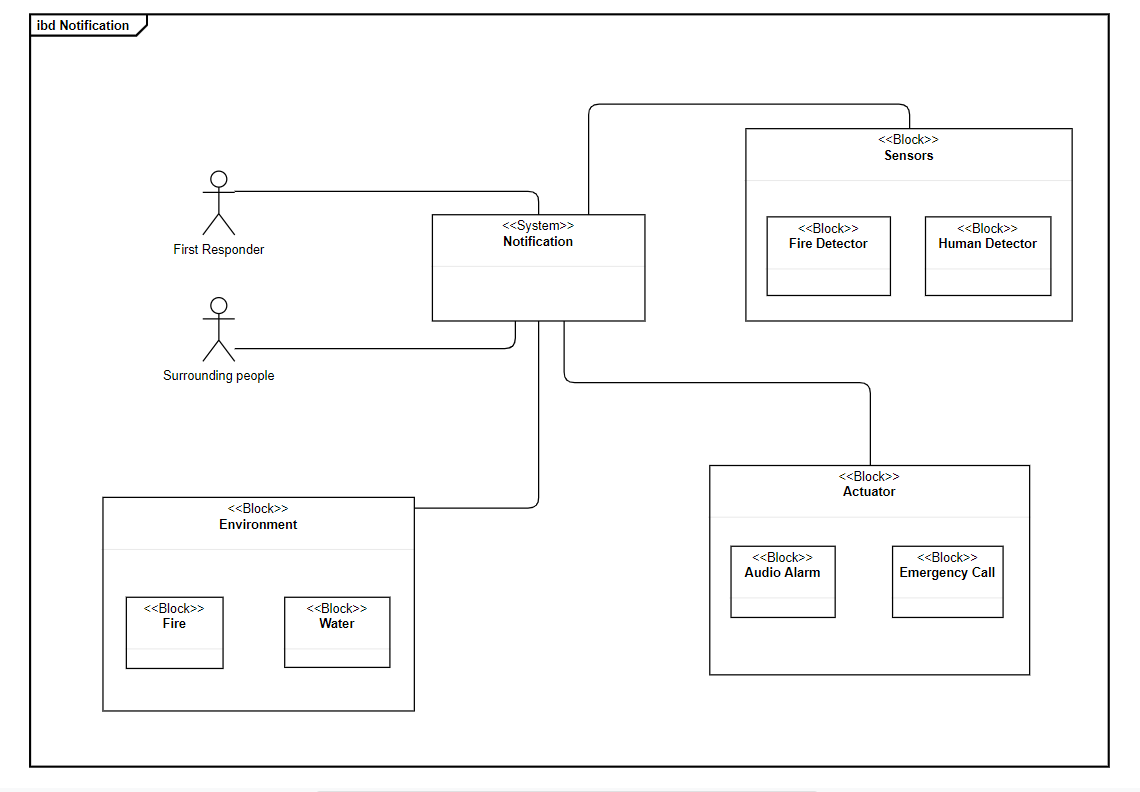 ibd Notification
First Responder
Surrounding people
<<System>>
Notification
<<Block>>
Sensors
<<Block>>
Fire Detector
<<Block>>
Human Detector
<<Block>>
Environment
<<Block>>
Fire
<<Block>>
Water
<<Block>>
Actuator
<<Block>>
Audio Alarm
<<Block>>
Emergency Call